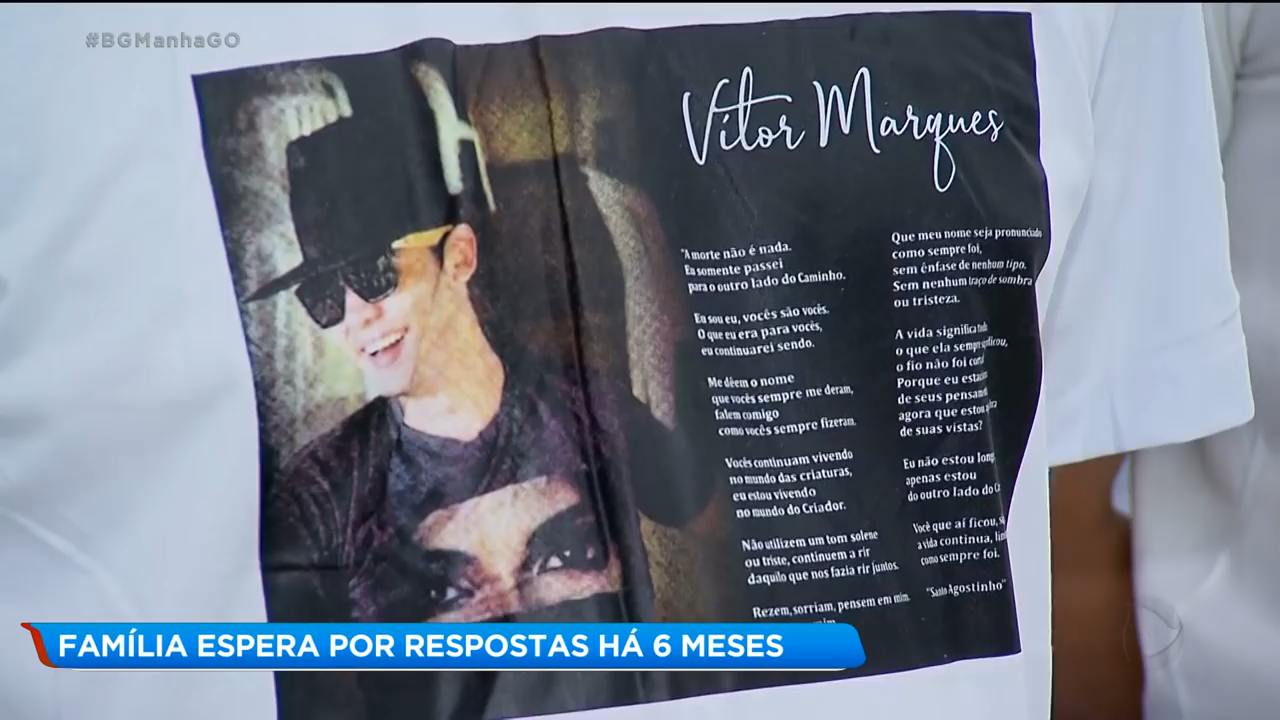 #BGManhaGO
Vítor Marques
"A morte não é nada.
Eu somente passei
para o outro lado do Caminho.
Eu sou eu, vocês são vocês.
O que eu era para vocês,
eu continuarei sendo.
Me dêem o nome
que vocês sempre me deram,
falem comigo
como vocês sempre fizeram.
Vocês continuam vivendo
no mundo das criaturas,
eu estou vivendo
no mundo do Criador.
Não utilizem um tom solene
ou triste, continuem a rir
daquilo que nos fazia rir juntos.
Rezem, sorriam, pensem em mim.
Que meu nome seja pronunciado
como sempre foi,
sem ênfase de nenhum tipo.
Sem nenhum traço de sombra
ou tristeza.
A vida significa
o que ela sempre
o fio não foi
Porque eu
de seus
agora que estou
de suas vistas?
Eu não estou
apenas estou
do outro lado do
Você que aí ficou,
a vida continua,
como sempre foi.
"Santo Agostinho"
FAMÍLIA ESPERA POR RESPOSTAS HÁ 6 MESES